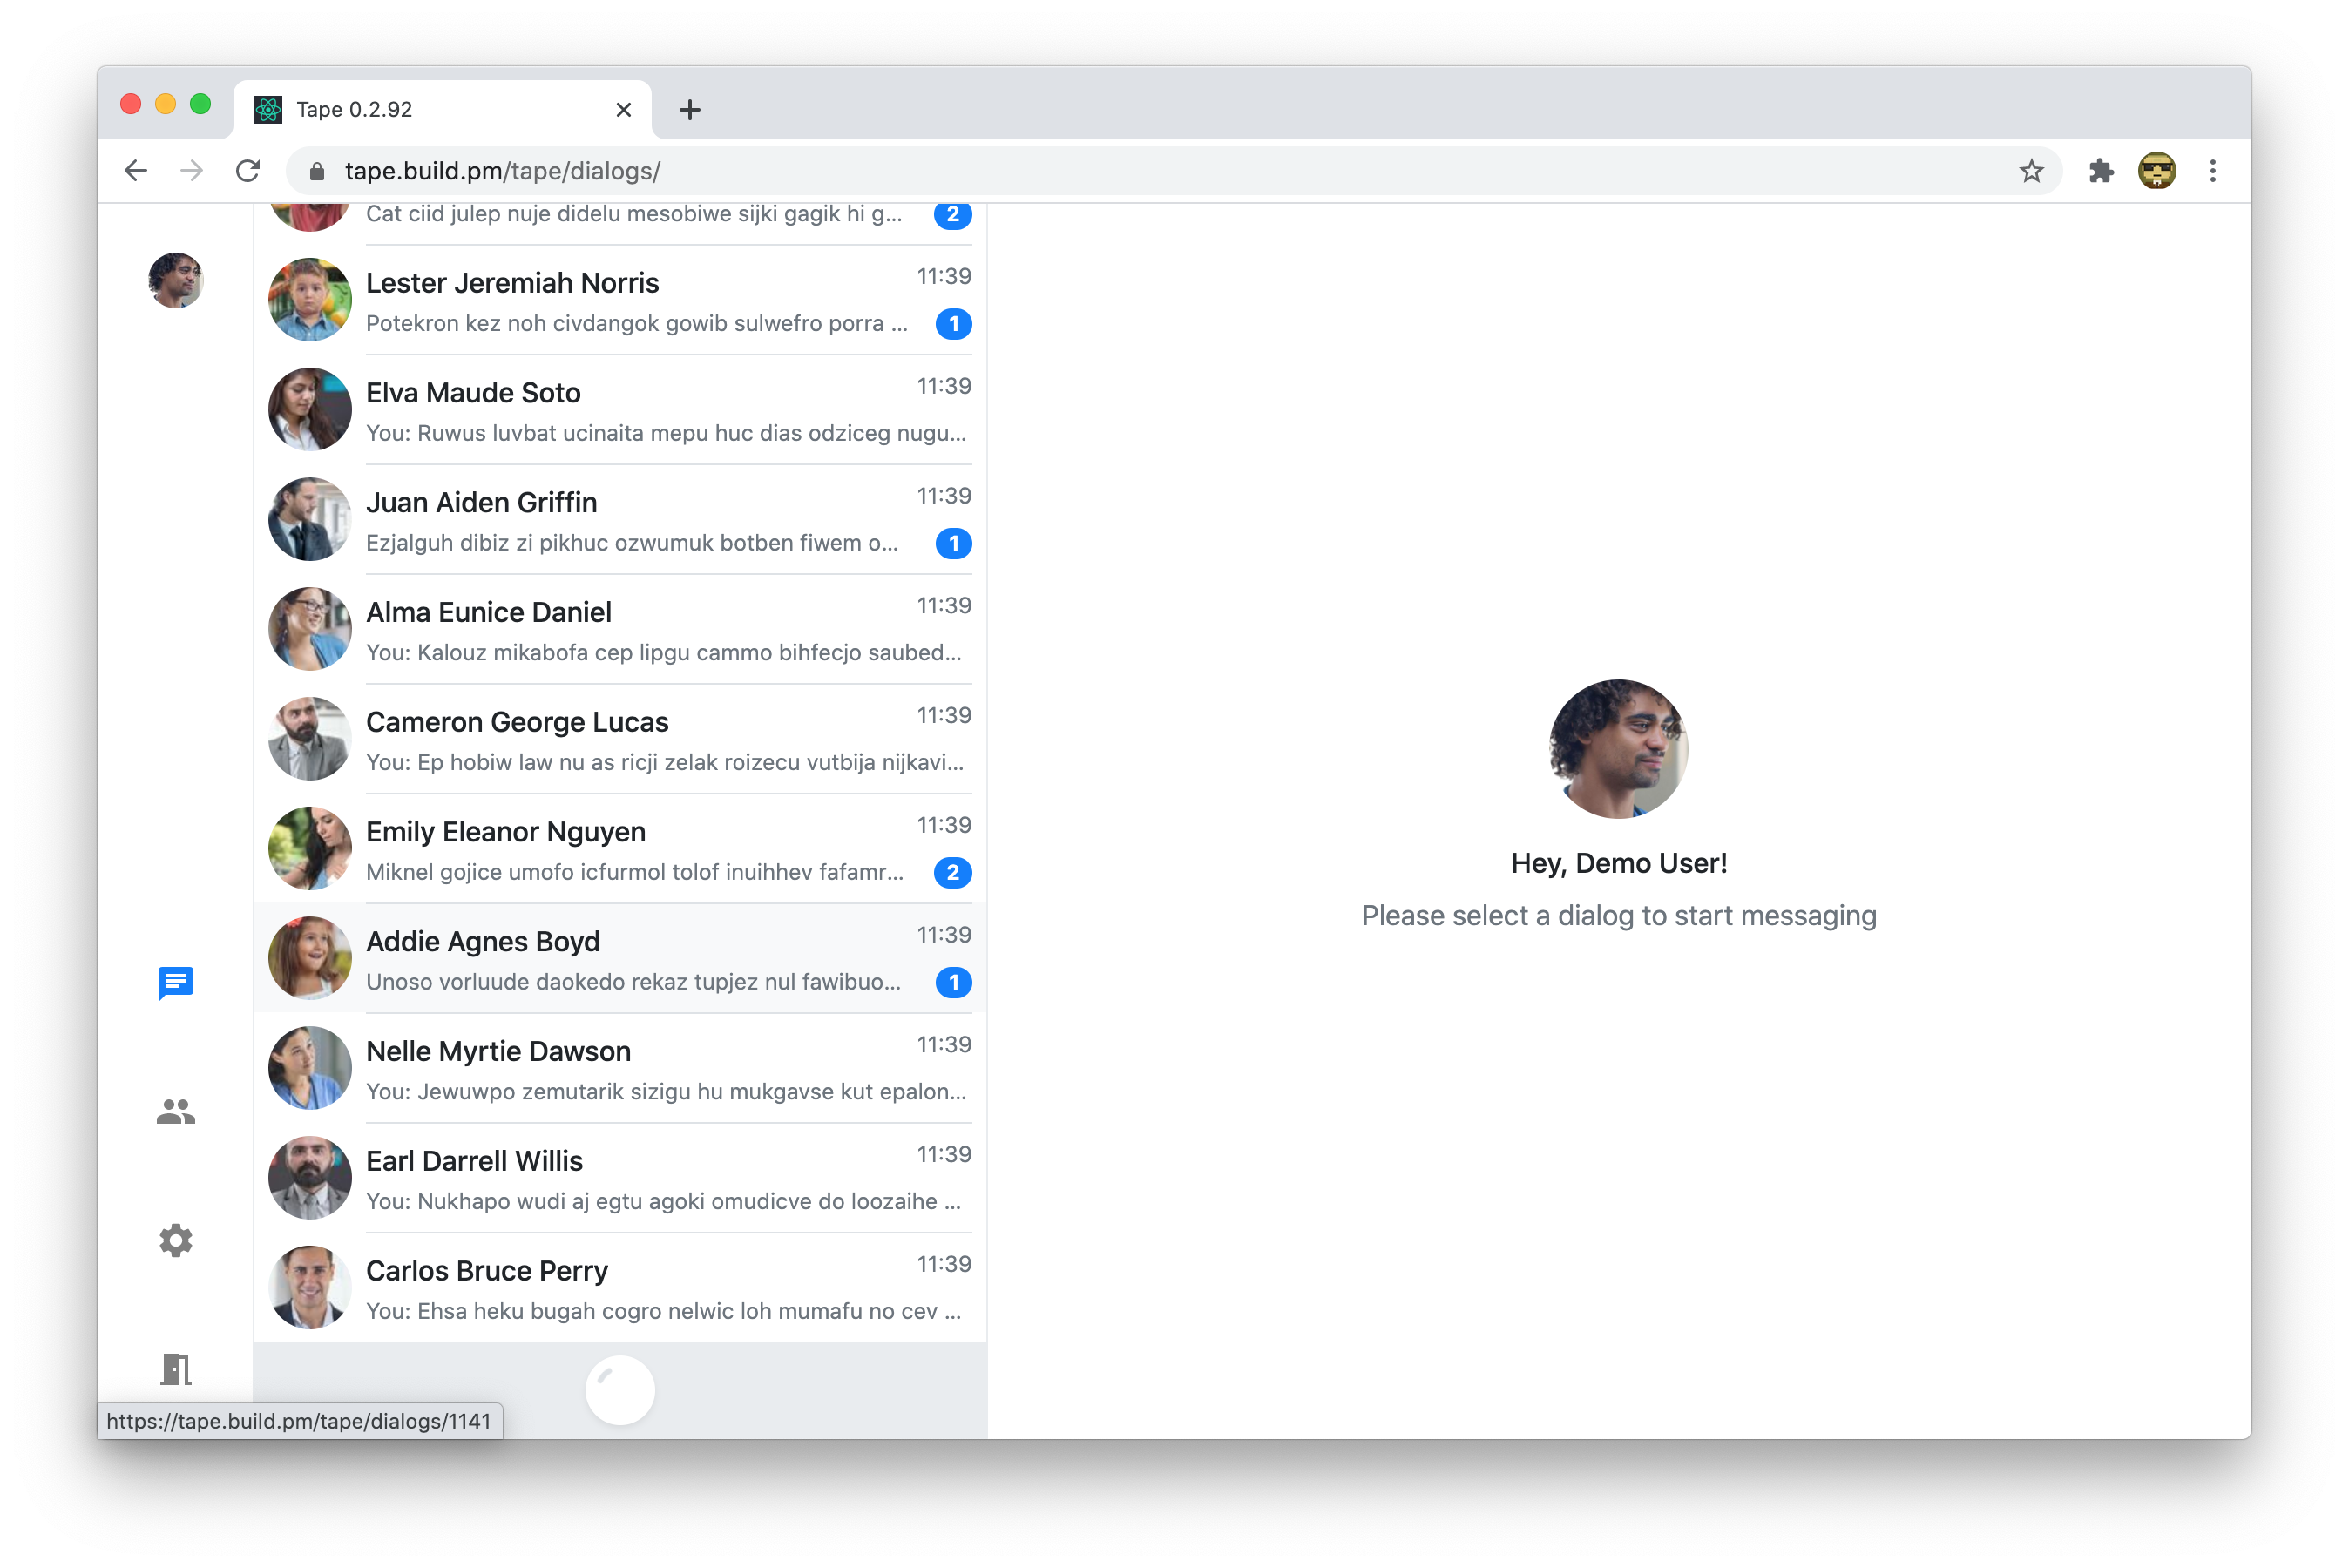 Tape 0.2.92
tape.build.pm/tape/dialogs/
Cat ciid julep nuje didelu mesobiwe sijki gagik hi g...
2
Lester Jeremiah Norris
11:39
Potekron kez noh civdangok gowib sulwefro porra ...
1
Elva Maude Soto
11:39
You: Ruwus luvbat ucinaita mepu huc dias odziceg nugu...
Juan Aiden Griffin
11:39
Ezjalguh dibiz zi pikhuc ozwumuk botben fiwem o...
1
Alma Eunice Daniel
11:39
You: Kalouz mikabofa cep lipgu cammo bihfecjo saubed...
Cameron George Lucas
11:39
You: Ep hobiw law nu as ricji zelak roizecu vutbija nijkavi...
Emily Eleanor Nguyen
11:39
Miknel gojice umofo icfurmol tolof inuihhev fafamr...
2
Addie Agnes Boyd
11:39
Unoso vorluude daokedo rekaz tupjez nul fawibuo...
1
Nelle Myrtie Dawson
11:39
You: Jewuwpo zemutarik sizigu hu mukgavse kut epalon...
Earl Darrell Willis
11:39
You: Nukhapo wudi aj egtu agoki omudicve do loozaihe ...
Carlos Bruce Perry
11:39
You: Ehsa heku bugah cogro nelwic loh mumafu no cev ...
https://tape.build.pm/tape/dialogs/1141
Hey, Demo User!
Please select a dialog to start messaging